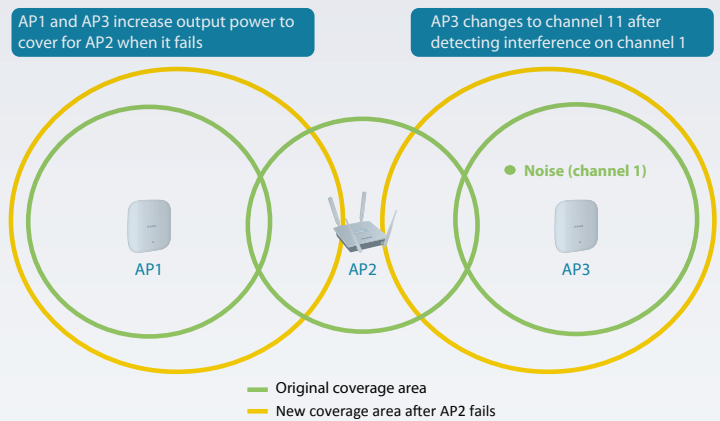 AP1 and AP3 increase output power to
cover for AP2 when it fails
AP3 changes to channel 11 after
detecting interference on channel 1
Noise (channel 1)
AP1
AP2
AP3
Original coverage area
New coverage area after AP2 fails